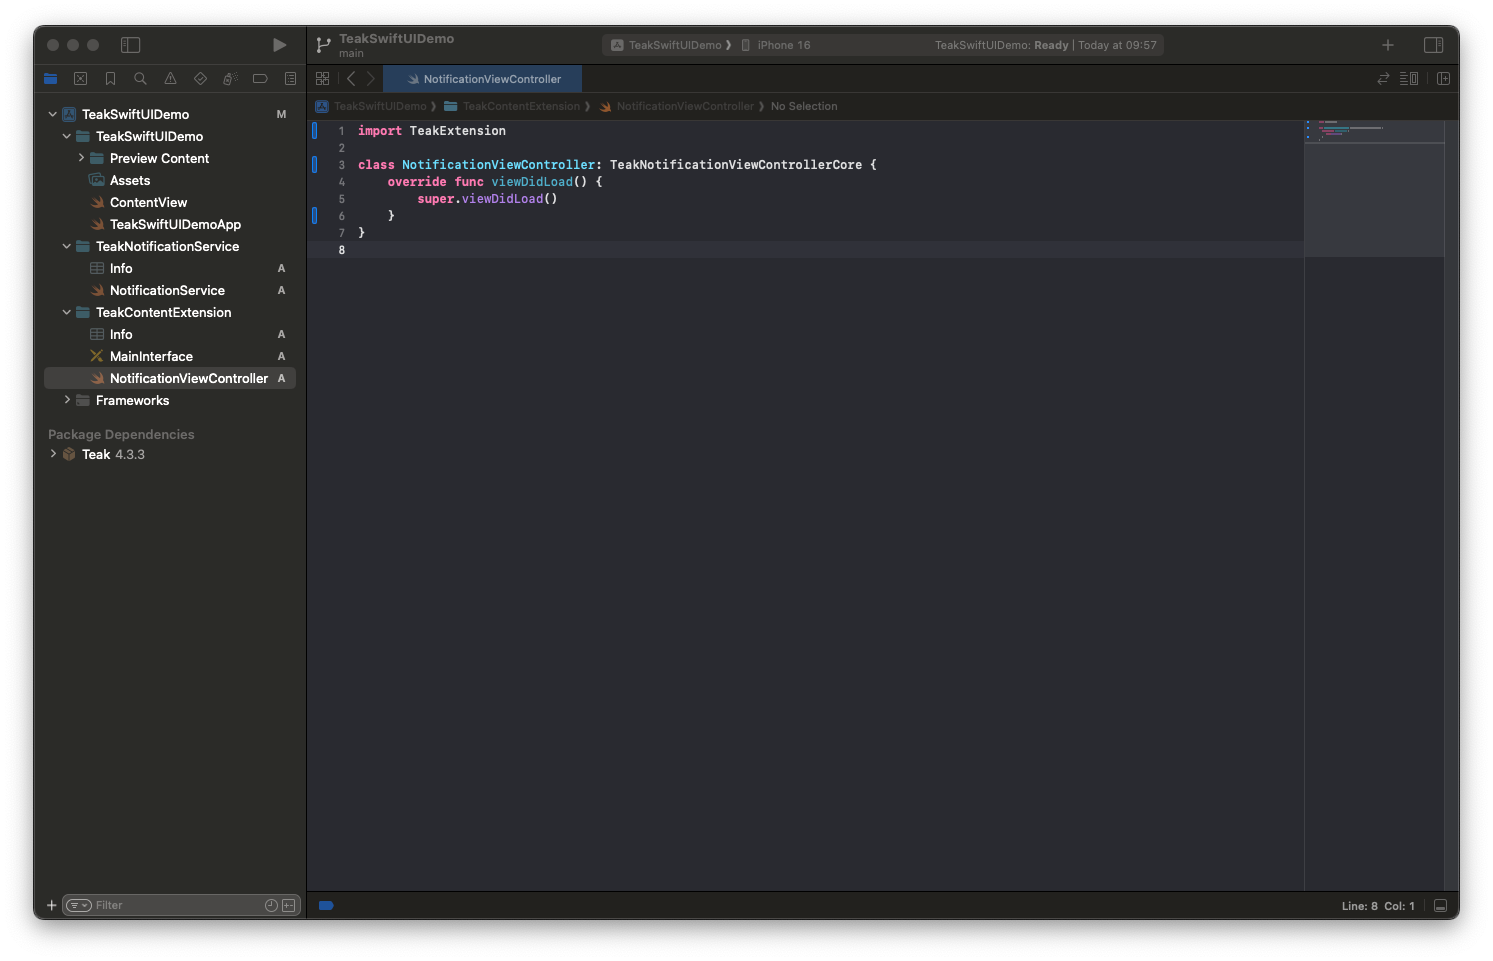 TeakSwiftUIDemo
main
TeakSwiftUIDemo ❯ iPhone 16
TeakSwiftUIDemo: Ready | Today at 09:57
NotificationViewController
TeakSwiftUIDemo ❯ TeakContentExtension ❯ NotificationViewController ❯ No Selection
TeakSwiftUIDemo M
TeakSwiftUIDemo
Preview Content
Assets
ContentView
TeakSwiftUIDemoApp
TeakNotificationService
Info A
NotificationService A
TeakContentExtension
Info A
MainInterface A
NotificationViewController A
Frameworks
Package Dependencies
Teak 4.3.3
Filter
1 import TeakExtension
2
3 class NotificationViewController: TeakNotificationViewControllerCore {
4     override func viewDidLoad() {
5         super.viewDidLoad()
6     }
7 }
8
Line: 8 Col: 1